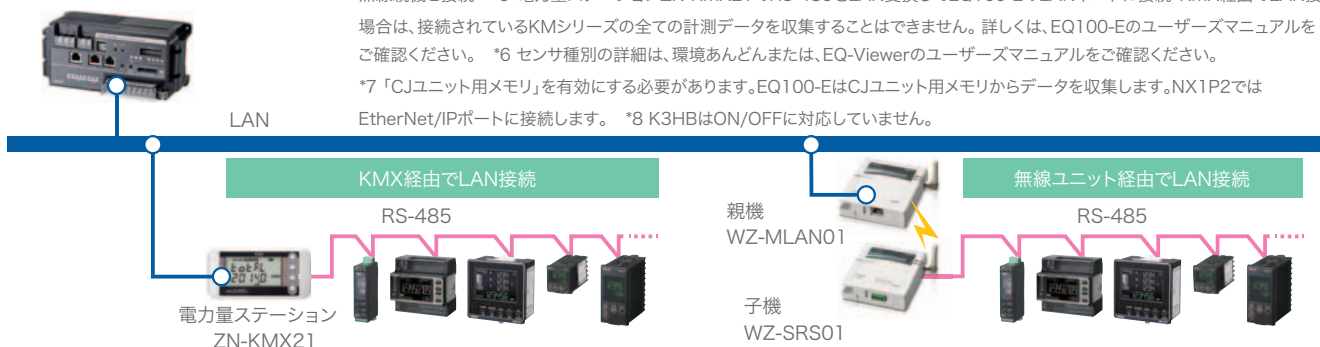 場合は、接続されているKMシリーズの全ての計測データを収集することはできません。詳しくは、EQ100-Eのユーザーズマニュアルを
ご確認ください。 *6 センサ種別の詳細は、環境あんどんまたは、EQ-Viewerのユーザーズマニュアルをご確認ください。
*7 「CJユニット用メモリ」を有効にする必要があります。EQ100-EはCJユニット用メモリからデータを収集します。NX1P2では
EtherNet/IPポートに接続します。 *8 K3HBはON/OFFに対応していません。
LAN
KMX経由でLAN接続
無線ユニット経由でLAN接続
RS-485
親機
WZ-MLAN01
RS-485
電力量ステーション
ZN-KMX21
子機
WZ-SRS01